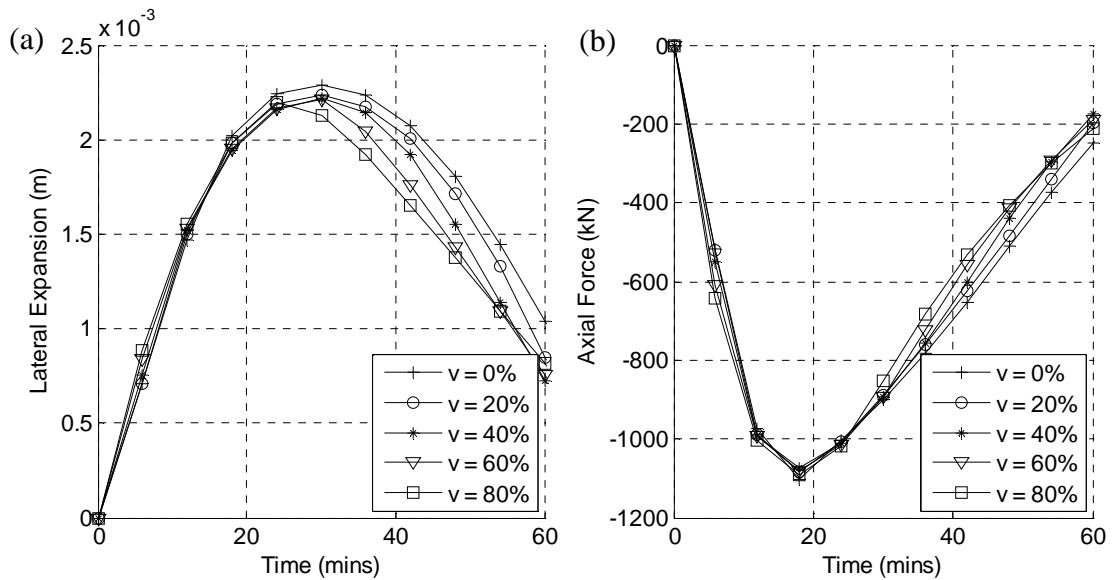 (a)
x 10^-3
2.5
2
1.5
1
0.5
0
0 20 40 60
Lateral Expansion (m)
Time (mins)
v = 0%
v = 20%
v = 40%
v = 60%
v = 80%
(b)
0
-200
-400
-600
-800
-1000
-1200
0 20 40 60
Axial Force (kN)
Time (mins)
v = 0%
v = 20%
v = 40%
v = 60%
v = 80%